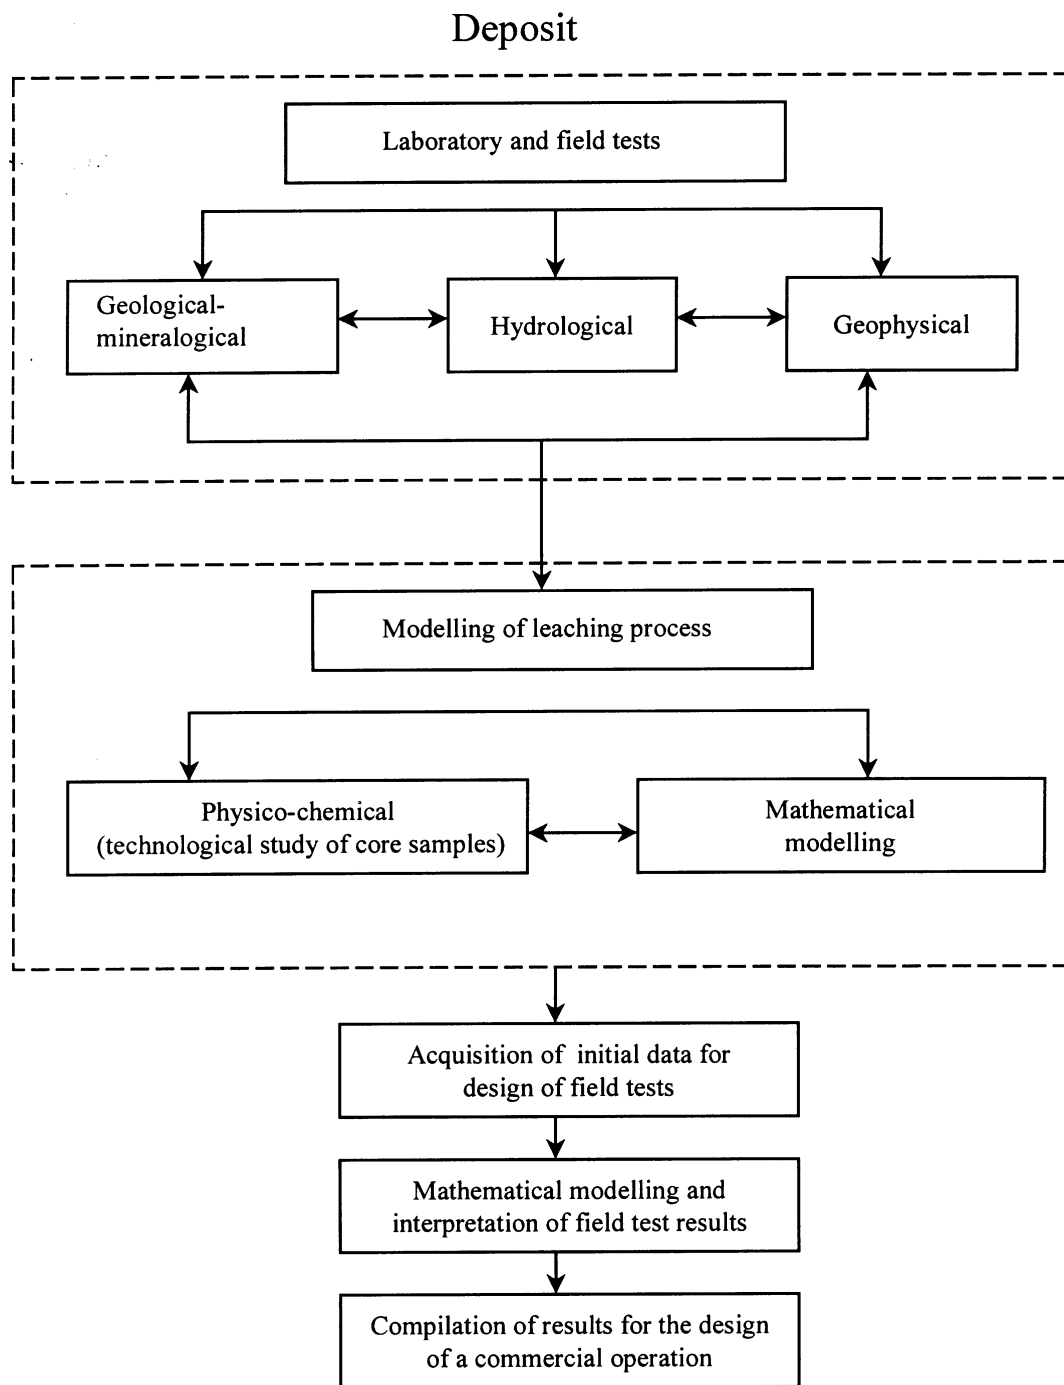 Deposit
Laboratory and field tests
Geological-
mineralogical
Hydrological
Geophysical
Modelling of leaching process
Physico-chemical
(technological study of core samples)
Mathematical
modelling
Acquisition of initial data for
design of field tests
Mathematical modelling and
interpretation of field test results
Compilation of results for the design
of a commercial operation